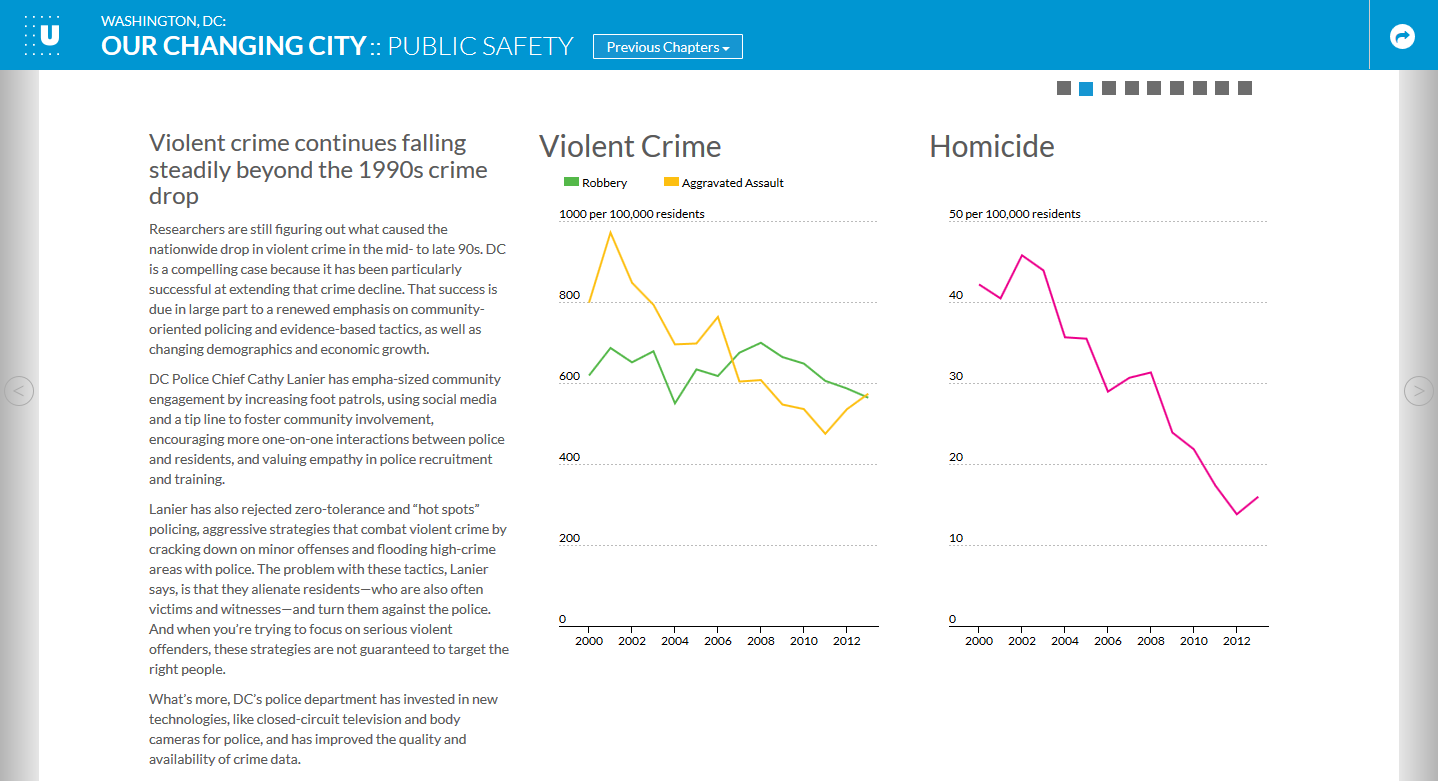 U
WASHINGTON, DC:
OUR CHANGING CITY :: PUBLIC SAFETY
Previous Chapters
Violent crime continues falling
steadily beyond the 1990s crime
drop
Researchers are still figuring out what caused the
nationwide drop in violent crime in the mid- to late 90s. DC
is a compelling case because it has been particularly
successful at extending that crime decline. That success is
due in large part to a renewed emphasis on community-
oriented policing and evidence-based tactics, as well as
changing demographics and economic growth.
DC Police Chief Cathy Lanier has empha-sized community
engagement by increasing foot patrols, using social media
and a tip line to foster community involvement,
encouraging more one-on-one interactions between police
and residents, and valuing empathy in police recruitment
and training.
Lanier has also rejected zero-tolerance and “hot spots”
policing, aggressive strategies that combat violent crime by
cracking down on minor offenses and flooding high-crime
areas with police. The problem with these tactics, Lanier
says, is that they alienate residents—who are also often
victims and witnesses—and turn them against the police.
And when you’re trying to focus on serious violent
offenders, these strategies are not guaranteed to target the
right people.
What’s more, DC’s police department has invested in new
technologies, like closed-circuit television and body
cameras for police, and has improved the quality and
availability of crime data.
Violent Crime
Robbery Aggravated Assault
1000 per 100,000 residents
800
600
400
200
0
2000 2002 2004 2006 2008 2010 2012
Homicide
50 per 100,000 residents
40
30
20
10
0
2000 2002 2004 2006 2008 2010 2012
<
>